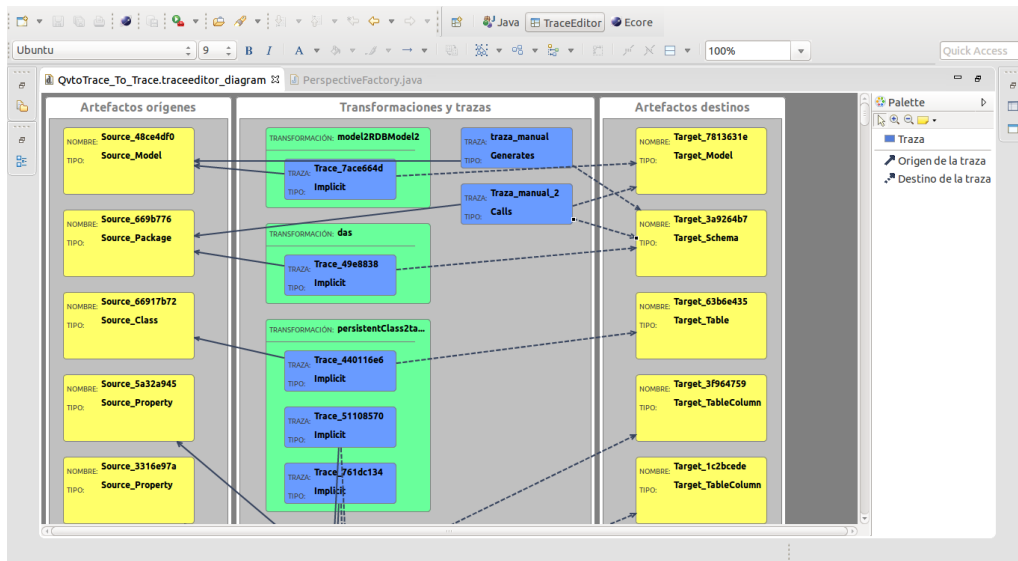 Java TraceEditor Ecore
Ubuntu 9 B I A 100% Quick Access
QvtoTrace_To_Trace.traceeditor_diagram PerspectiveFactory.java
Artefactos orígenes
NOMBRE: Source_48ce4df0
TIPO: Source_Model
NOMBRE: Source_669b776
TIPO: Source_Package
NOMBRE: Source_66917b72
TIPO: Source_Class
NOMBRE: Source_5a32a945
TIPO: Source_Property
NOMBRE: Source_3316e97a
TIPO: Source_Property
Transformaciones y trazas
TRANSFORMACIÓN: model2RDBModel2
TRAZA: Trace_7ace664d
TIPO: Implicit
TRAZA: traza_manual
TIPO: Generates
TRAZA: Traza_manual_2
TIPO: Calls
TRANSFORMACIÓN: das
TRAZA: Trace_49e8838
TIPO: Implicit
TRANSFORMACIÓN: persistentClass2ta...
TRAZA: Trace_440116e6
TIPO: Implicit
TRAZA: Trace_51108570
TIPO: Implicit
TRAZA: Trace_761dc134
TIPO: Implicit
Artefactos destinos
NOMBRE: Target_7813631e
TIPO: Target_Model
NOMBRE: Target_3a9264b7
TIPO: Target_Schema
NOMBRE: Target_63b6e435
TIPO: Target_Table
NOMBRE: Target_3f964759
TIPO: Target_TableColumn
NOMBRE: Target_1c2bcede
TIPO: Target_TableColumn
Palette
Traza
Origen de la traza
Destino de la traza